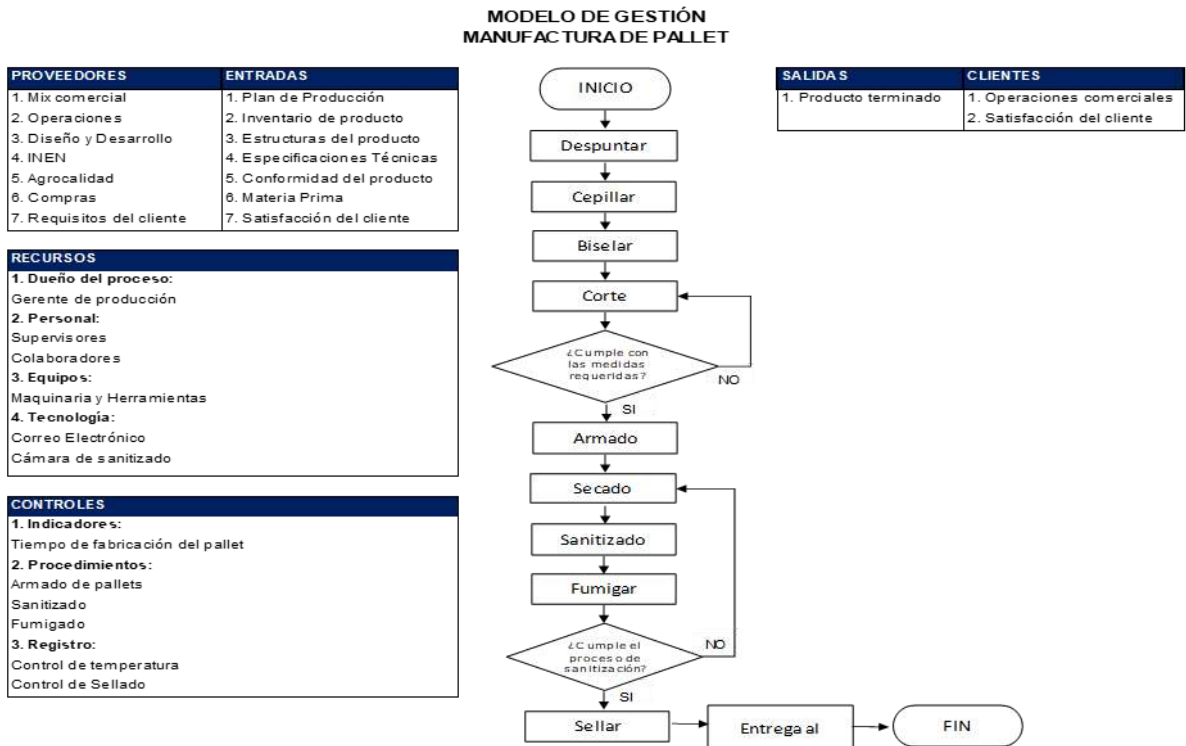 MODELO DE GESTIÓN
MANUFACTURA DE PALLET
PROVEEDORES
ENTRADAS
1. Mix comercial
1. Plan de Producción
2. Operaciones
2. Inventario de producto
3. Diseño y Desarrollo
3. Estructuras del producto
4. INEN
4. Especificaciones Técnicas
5. Agrocalidad
5. Conformidad del producto
6. Compras
6. Materia Prima
7. Requisitos del cliente
7. Satisfacción del cliente
RECURSOS
1. Dueño del proceso:
Gerente de producción
2. Personal:
Supervisores
Colaboradores
3. Equipos:
Maquinaria y Herramientas
4. Tecnología:
Correo Electrónico
Cámara de sanitizado
CONTROLES
1. Indicadores:
Tiempo de fabricación del pallet
2. Procedimientos:
Armado de pallets
Sanitizado
Fumigado
3. Registro:
Control de temperatura
Control de Sellado
INICIO
Despuntar
Cepillar
Biselar
Corte
¿Cumple con
las medidas
requeridas?
NO
SI
Armado
Secado
Sanitizado
Fumigar
¿Cumple el
proceso de
sanitización?
NO
SI
Sellar
Entrega al
FIN
SALIDAS
CLIENTES
1. Producto terminado
1. Operaciones comerciales
2. Satisfacción del cliente